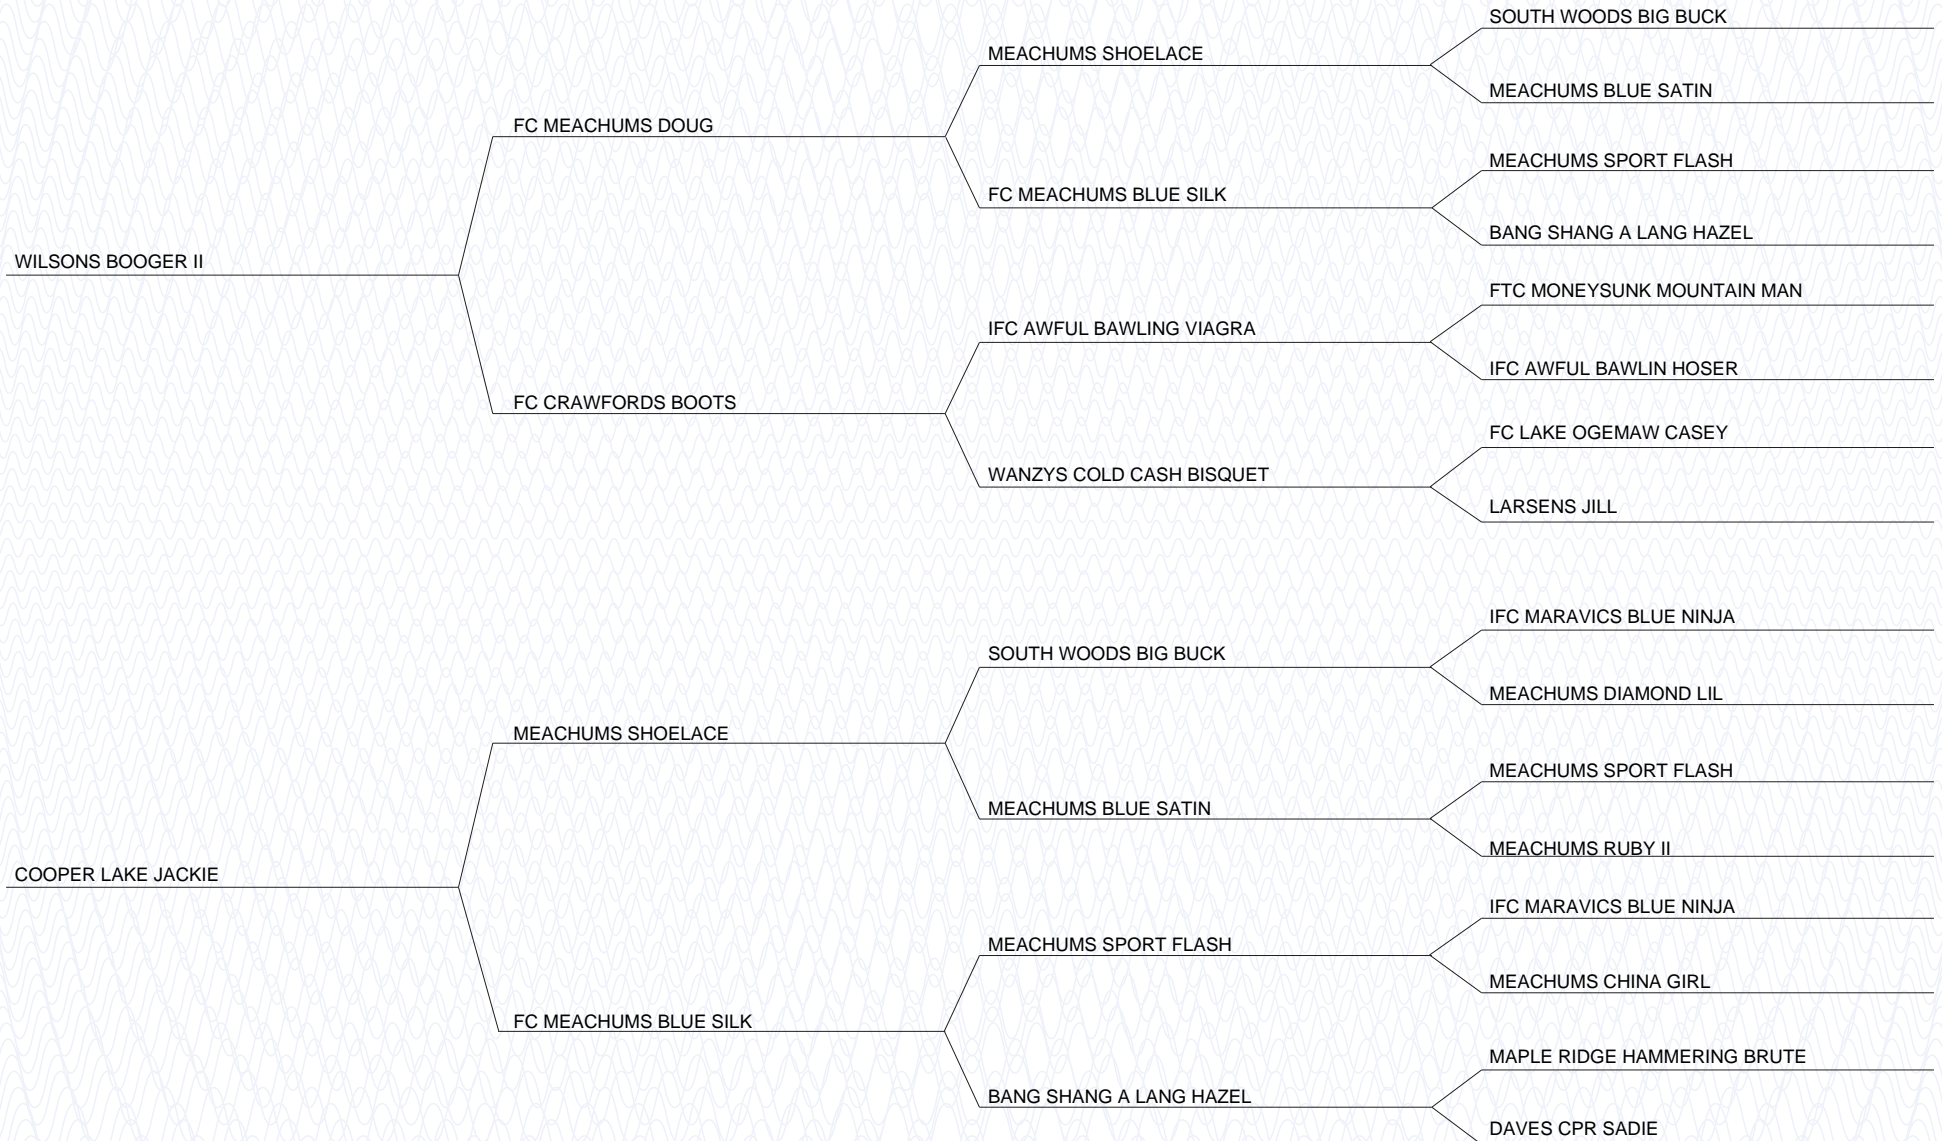 SOUTH WOODS BIG BUCK
MEACHUMS SHOELACE
MEACHUMS BLUE SATIN
FC MEACHUMS DOUG
MEACHUMS SPORT FLASH
FC MEACHUMS BLUE SILK
BANG SHANG A LANG HAZEL
WILSONS BOOGER II
FTC MONEYSUNK MOUNTAIN MAN
IFC AWFUL BAWLING VIAGRA
IFC AWFUL BAWLIN HOSER
FC CRAWFORDS BOOTS
FC LAKE OGEMAW CASEY
WANZYS COLD CASH BISQUET
LARSENS JILL
IFC MARAVICS BLUE NINJA
SOUTH WOODS BIG BUCK
MEACHUMS DIAMOND LIL
MEACHUMS SHOELACE
MEACHUMS SPORT FLASH
MEACHUMS BLUE SATIN
MEACHUMS RUBY II
COOPER LAKE JACKIE
IFC MARAVICS BLUE NINJA
MEACHUMS SPORT FLASH
MEACHUMS CHINA GIRL
FC MEACHUMS BLUE SILK
MAPLE RIDGE HAMMERING BRUTE
BANG SHANG A LANG HAZEL
DAVES CPR SADIE